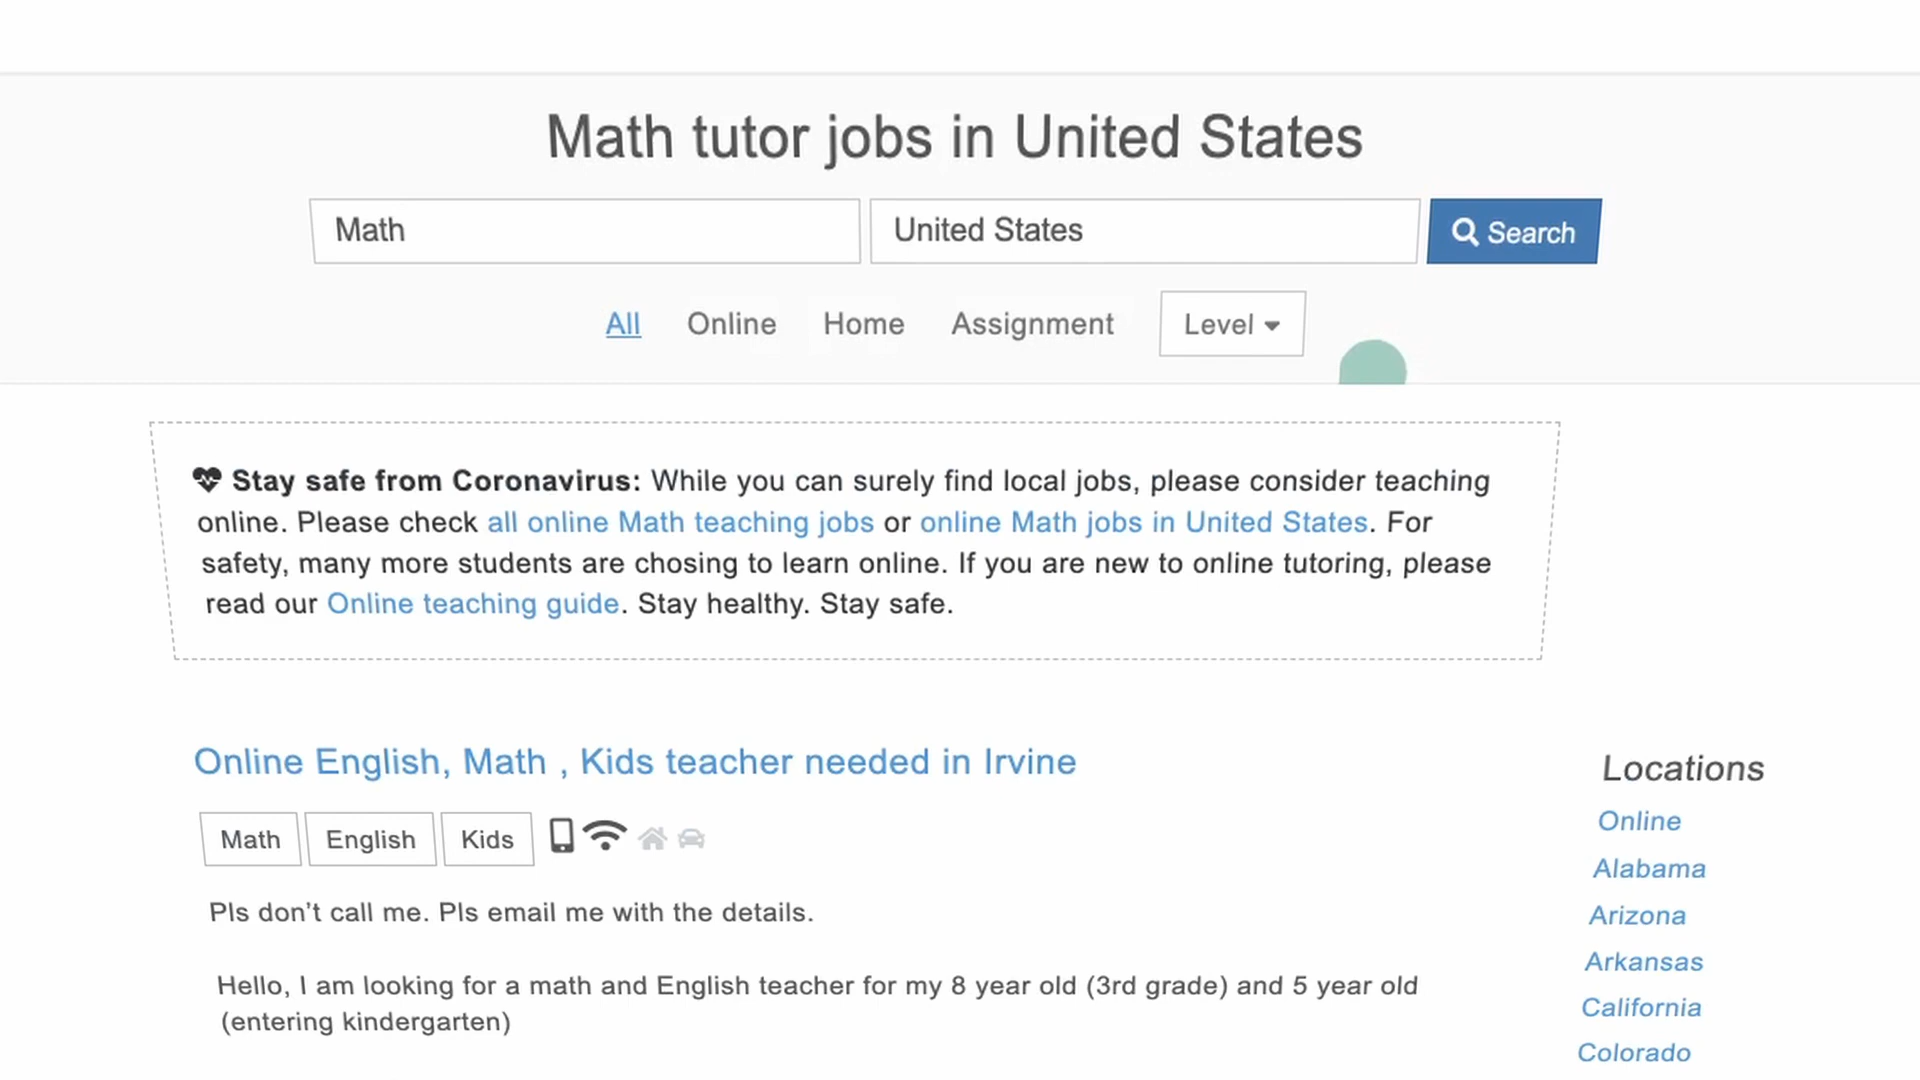 Math tutor jobs in United States
Math
United States
Search
All
Online
Home
Assignment
Level
Stay safe from Coronavirus: While you can surely find local jobs, please consider teaching
online. Please check all online Math teaching jobs or online Math jobs in United States. For
safety, many more students are chosing to learn online. If you are new to online tutoring, please
read our Online teaching guide. Stay healthy. Stay safe.
Online English, Math , Kids teacher needed in Irvine
Math
English
Kids
Pls don’t call me. Pls email me with the details.
Hello, I am looking for a math and English teacher for my 8 year old (3rd grade) and 5 year old
(entering kindergarten)
Locations
Online
Alabama
Arizona
Arkansas
California
Colorado